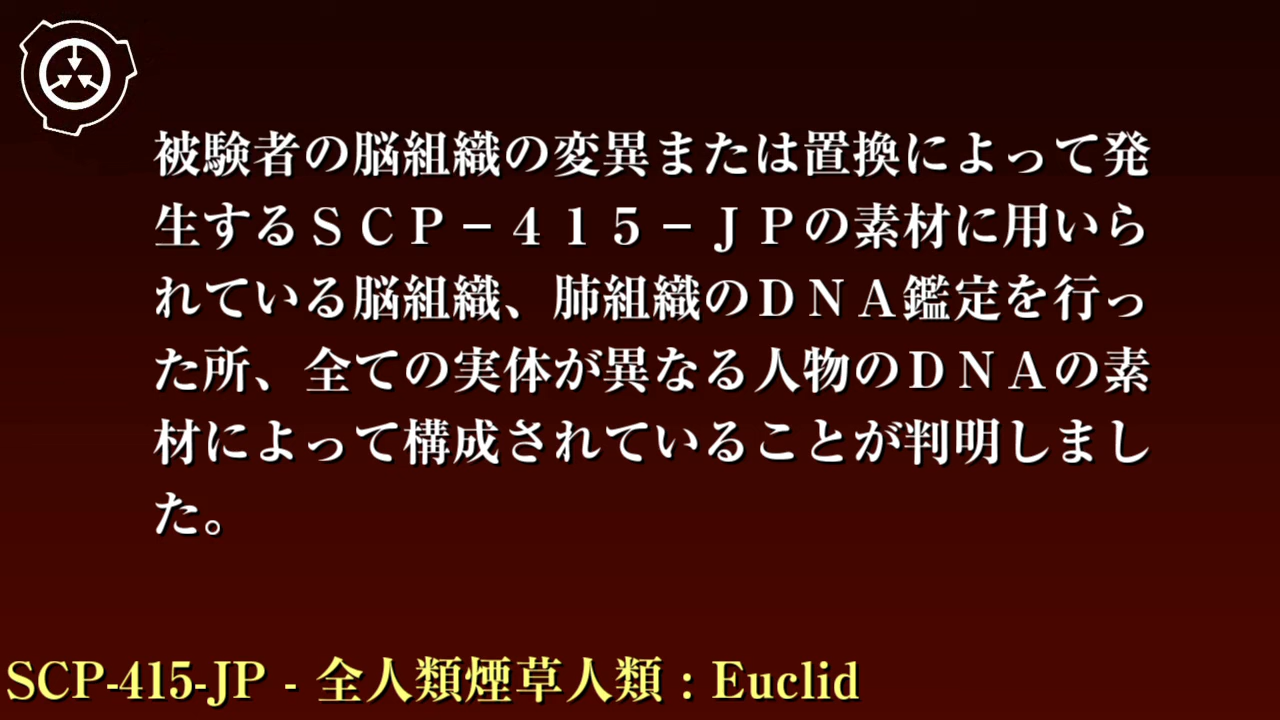 被験者の脳組織の変異または置換によって発
生するＳＣＰ－４１５－ＪＰの素材に用いら
れている脳組織、肺組織のＤＮＡ鑑定を行っ
た所、全ての実体が異なる人物のＤＮＡの素
材によって構成されていることが判明しまし
た。
SCP-415-JP - 全人類煙草人類 : Euclid